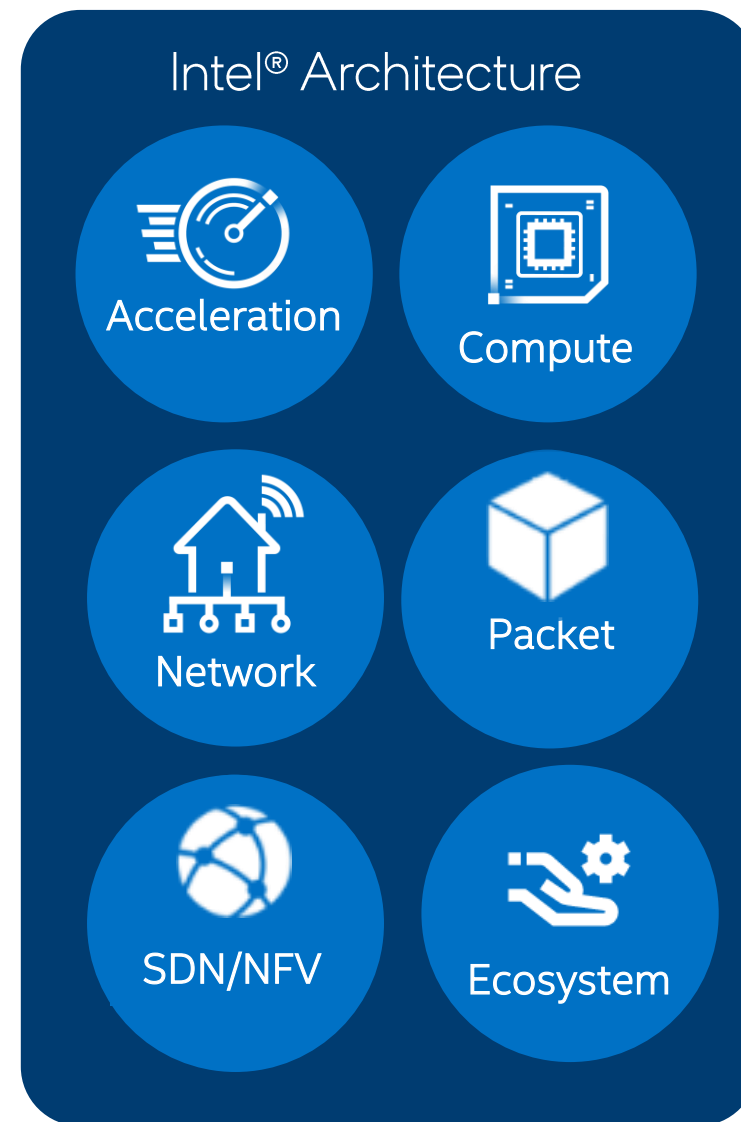 Intel® Architecture
Acceleration
Compute
Network
Packet
SDN/NFV
Ecosystem